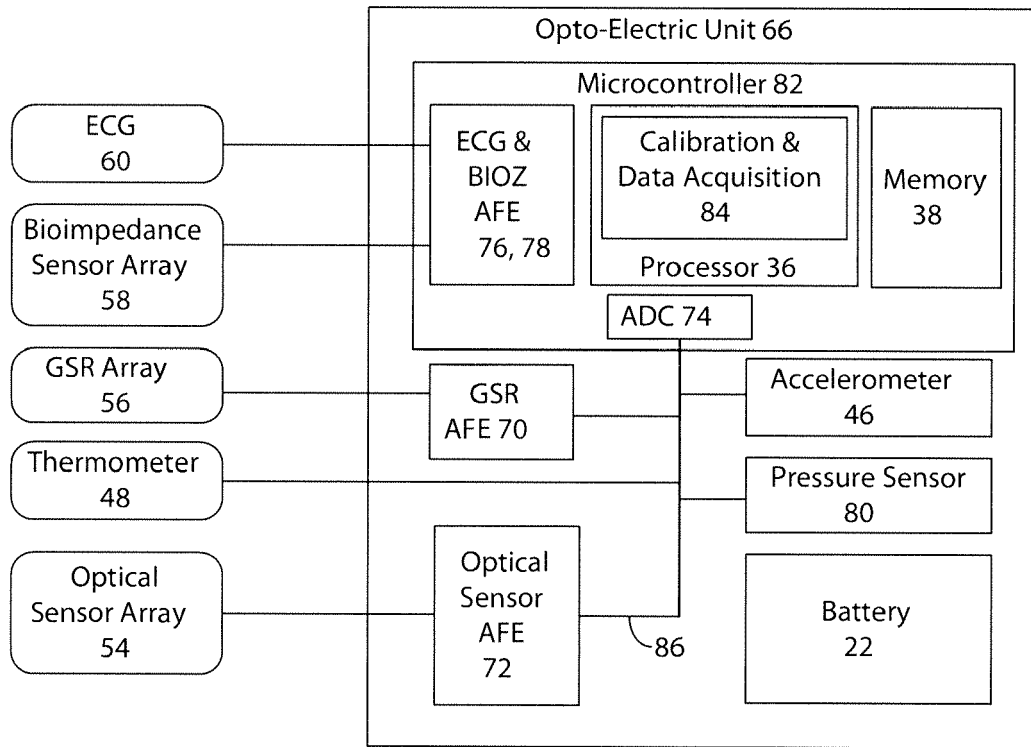 Opto-Electric Unit 66
Microcontroller 82
ECG
60
Bioimpedance
Sensor Array
58
GSR Array
56
Thermometer
48
Optical
Sensor Array
54
ECG &
BIOZ
AFE
76, 78
Calibration &
Data Acquisition
84
Processor 36
Memory
38
ADC 74
GSR
AFE 70
Optical
Sensor
AFE
72
86
Accelerometer
46
Pressure Sensor
80
Battery
22